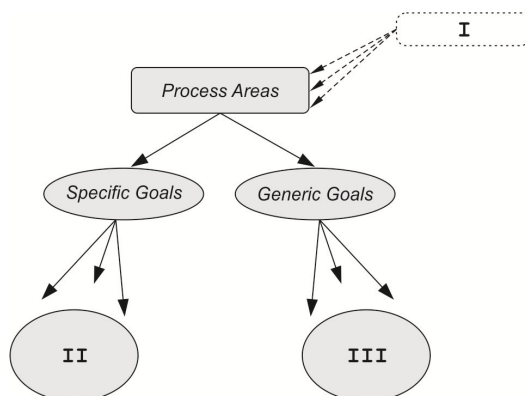 I
Process Areas
Specific Goals
Generic Goals
II
III